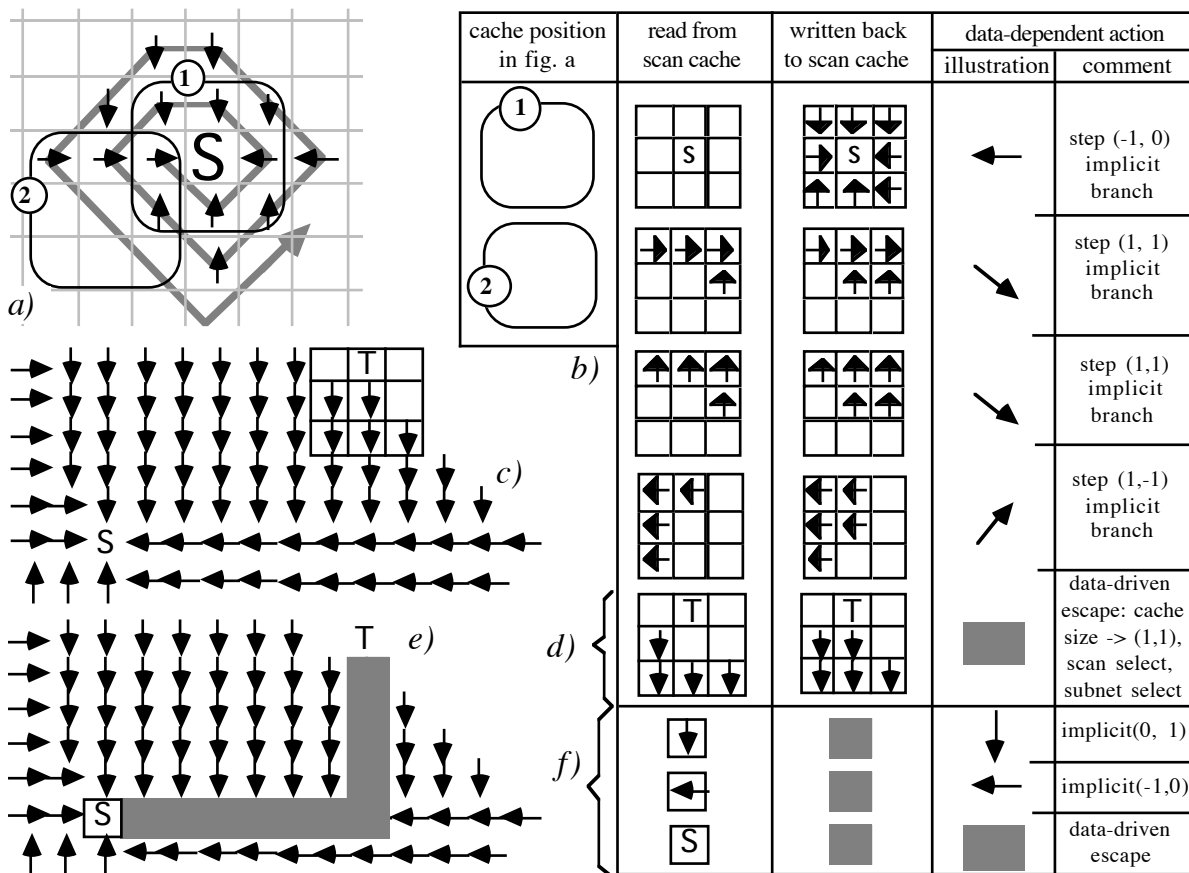 1
S
2
a)
cache position
in fig. a
read from
scan cache
written back
to scan cache
data-dependent action
illustration
comment
1
S
S
step (-1, 0)
implicit
branch
2
step (1, 1)
implicit
branch
b)
step (1,1)
implicit
branch
step (1,-1)
implicit
branch
T
c)
S
d)
T
T
data-driven
escape: cache
size -> (1,1),
scan select,
subnet select
T
e)
S
f)
implicit(0, 1)
implicit(-1,0)
S
data-driven
escape